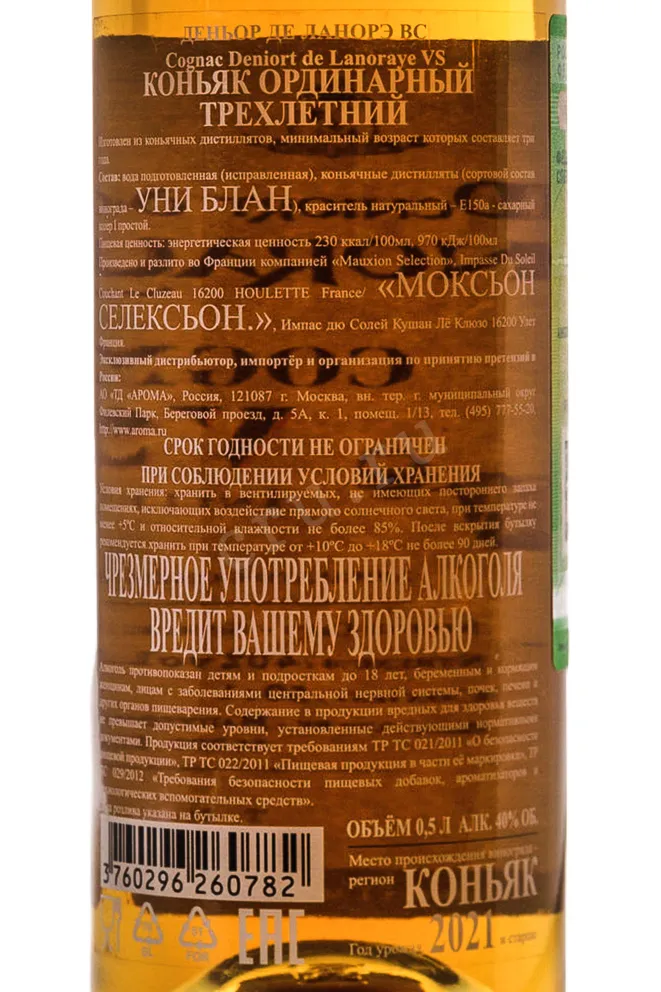 ДЕНЬОР ДЕ ЛАНОРЭ ВС
Cognac Deniort de Lanoraye VS
КОНЬЯК ОРДИНАРНЫЙ
ТРЕХЛЕТНИЙ
Изготовлен из коньячных дистиллятов, минимальный возраст которых составляет три
года.
Состав: вода подготовленная (исправленная), коньячные дистилляты (сортовой состав
винограда – УНИ БЛАН), краситель натуральный – Е150а - сахарный
колер I простой.
Пищевая ценность: энергетическая ценность 230 ккал/100мл, 970 кДж/100мл
Произведено и разлито во Франции компанией «Mauxion Selection», Impasse Du Soleil
Couchant Le Cluzeau 16200 HOULETTE France/ «МОКСЬОН
СЕЛЕКСЬОН.», Импас дю Солей Кушан Лё Клюзо 16200 Улет
Франция.
Эксклюзивный дистрибьютор, импортёр и организация по принятию претензий в
России:
АО «ТД «АРОМА», Россия, 121087 г. Москва, вн. тер. г. муниципальный округ
Филевский Парк, Береговой проезд, д. 5А, к. 1, помещ. 1/13, тел. (495) 777-55-20,
http://www.aroma.ru
СРОК ГОДНОСТИ НЕ ОГРАНИЧЕН
ПРИ СОБЛЮДЕНИИ УСЛОВИЙ ХРАНЕНИЯ
Условия хранения: хранить в вентилируемых, не имеющих постороннего запаха
помещениях, исключающих воздействие прямого солнечного света, при температуре не
менее +5°С и относительной влажности не более 85%. После вскрытия бутылку
рекомендуется хранить при температуре от +10°С до +18°С не более 90 дней.
ЧРЕЗМЕРНОЕ УПОТРЕБЛЕНИЕ АЛКОГОЛЯ
ВРЕДИТ ВАШЕМУ ЗДОРОВЬЮ
Алкоголь противопоказан детям и подросткам до 18 лет, беременным и кормящим
женщинам, лицам с заболеваниями центральной нервной системы, почек, печени и
других органов пищеварения. Содержание в продукции вредных для здоровья веществ
не превышает допустимые уровни, установленные действующими нормативными
документами. Продукция соответствует требованиям ТР ТС 021/2011 «О безопасности
пищевой продукции», ТР ТС 022/2011 «Пищевая продукция в части её маркировки», ТР
ТС 029/2012 «Требования безопасности пищевых добавок, ароматизаторов и
технологических вспомогательных средств».
Дата розлива указана на бутылке.
3 760296 260782
ОБЪЁМ 0,5 Л АЛК. 40% ОБ.
Место происхождения винограда-
регион КОНЬЯК
Год урожая 2021 и старше
GL
FOR
EAC